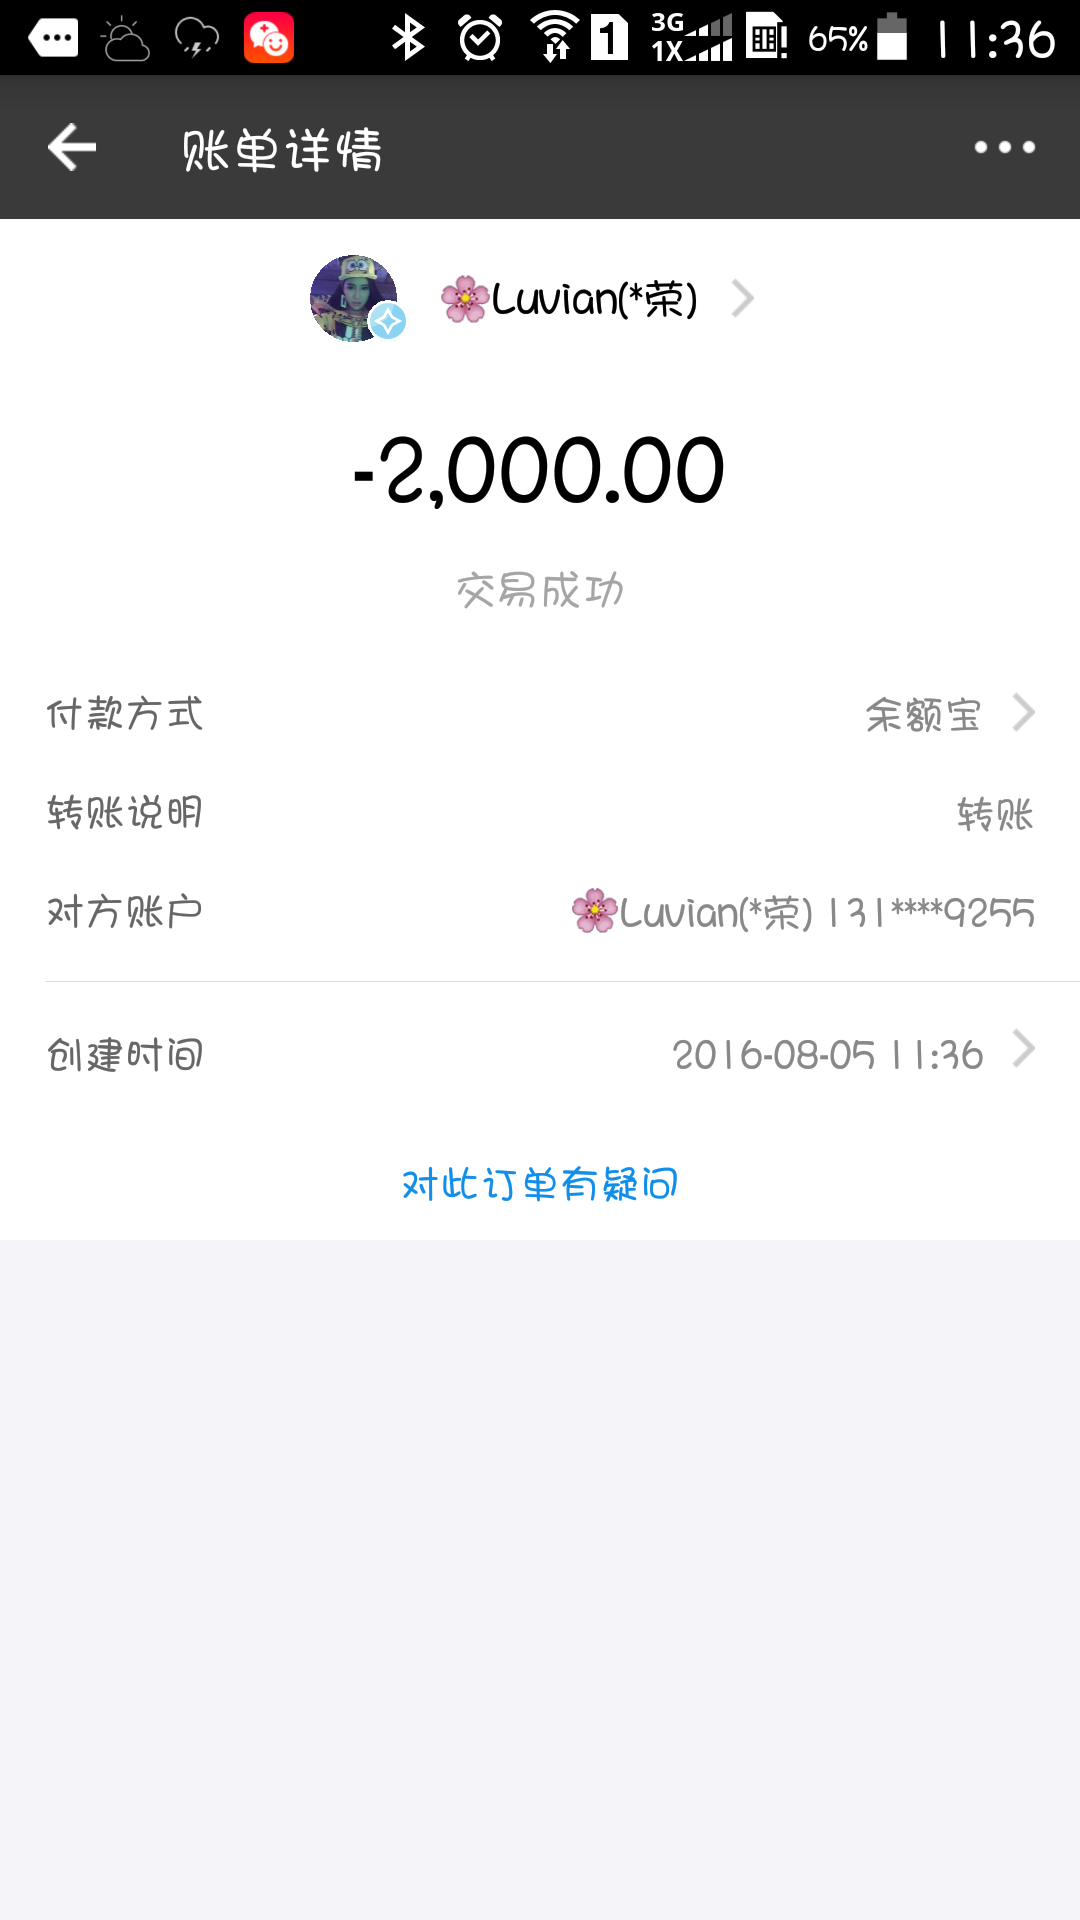 1 3G 1X 65% 11:36
账单详情
🌸Luvian(*荣)
-2,000.00
交易成功
付款方式 余额宝
转账说明 转账
对方账户 🌸Luvian(*荣) 131****9255
创建时间 2016-08-05 11:36
对此订单有疑问